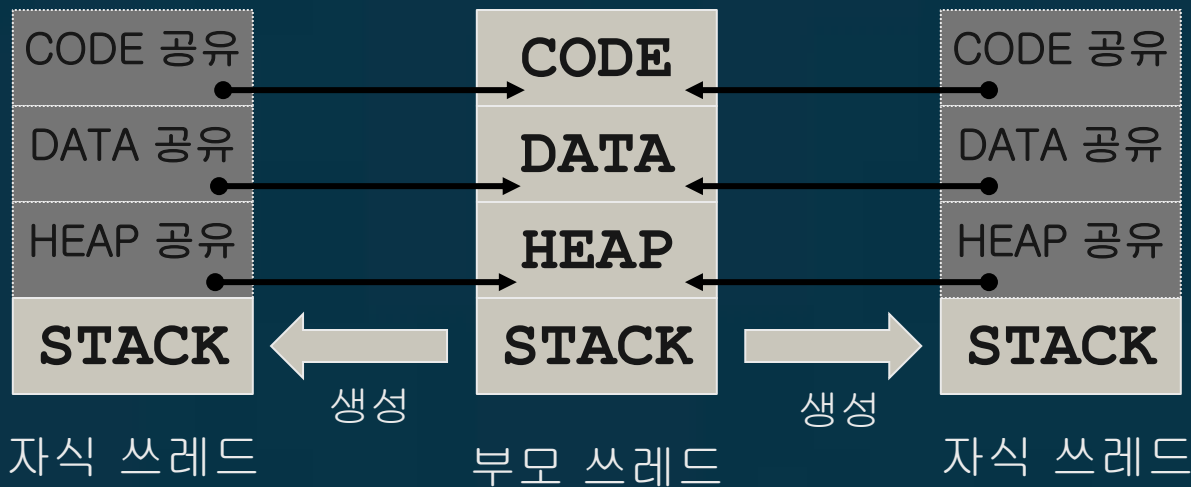 CODE 공유
DATA 공유
HEAP 공유
STACK
자식 쓰레드
생성
CODE
DATA
HEAP
STACK
부모 쓰레드
생성
CODE 공유
DATA 공유
HEAP 공유
STACK
자식 쓰레드